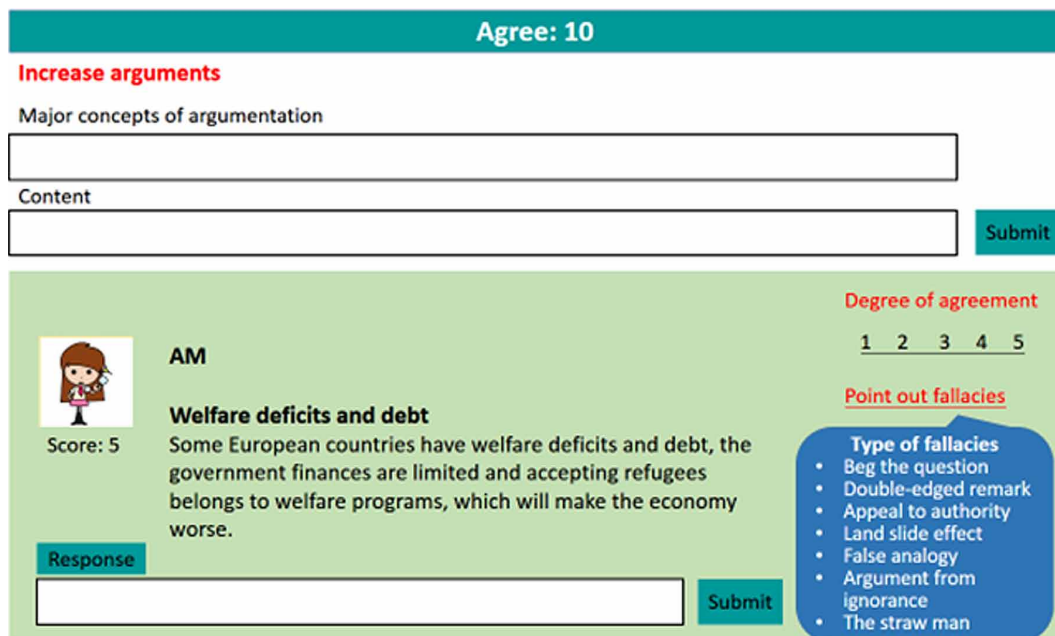 Agree: 10
Increase arguments
Major concepts of argumentation
Content
Submit
Degree of agreement
1 2 3 4 5
Point out fallacies
AM
Welfare deficits and debt
Some European countries have welfare deficits and debt, the
government finances are limited and accepting refugees
belongs to welfare programs, which will make the economy
worse.
Score: 5
Type of fallacies
• Beg the question
• Double-edged remark
• Appeal to authority
• Land slide effect
• False analogy
• Argument from
ignorance
• The straw man
Response
Submit